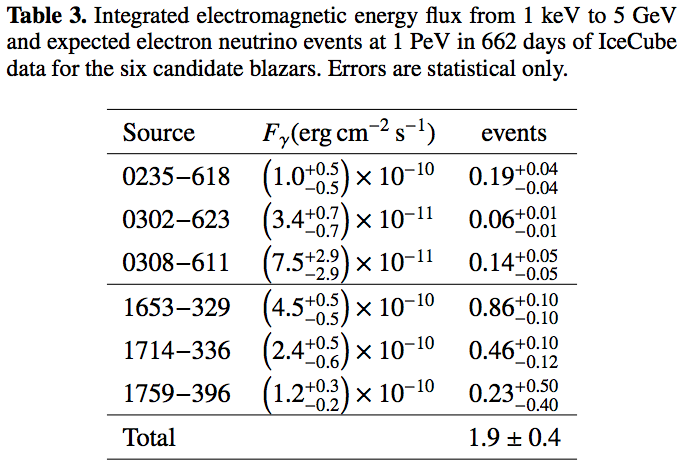 Table 3. Integrated electromagnetic energy flux from 1 keV to 5 GeV
and expected electron neutrino events at 1 PeV in 662 days of IceCube
data for the six candidate blazars. Errors are statistical only.
Source Fγ(erg cm⁻² s⁻¹) events
0235−618 (1.0 +0.5 −0.5) × 10⁻¹⁰ 0.19 +0.04 −0.04
0302−623 (3.4 +0.7 −0.7) × 10⁻¹¹ 0.06 +0.01 −0.01
0308−611 (7.5 +2.9 −2.9) × 10⁻¹¹ 0.14 +0.05 −0.05
1653−329 (4.5 +0.5 −0.5) × 10⁻¹⁰ 0.86 +0.10 −0.10
1714−336 (2.4 +0.5 −0.6) × 10⁻¹⁰ 0.46 +0.10 −0.12
1759−396 (1.2 +0.3 −0.2) × 10⁻¹⁰ 0.23 +0.50 −0.40
Total 1.9 ± 0.4